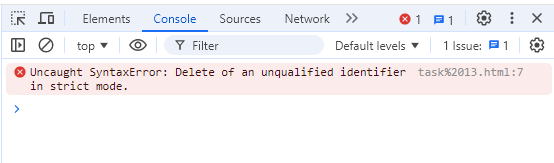 Elements Console Sources Network 1 1
top Filter Default levels 1 Issue: 1
Uncaught SyntaxError: Delete of an unqualified identifier task%2013.html:7
in strict mode.